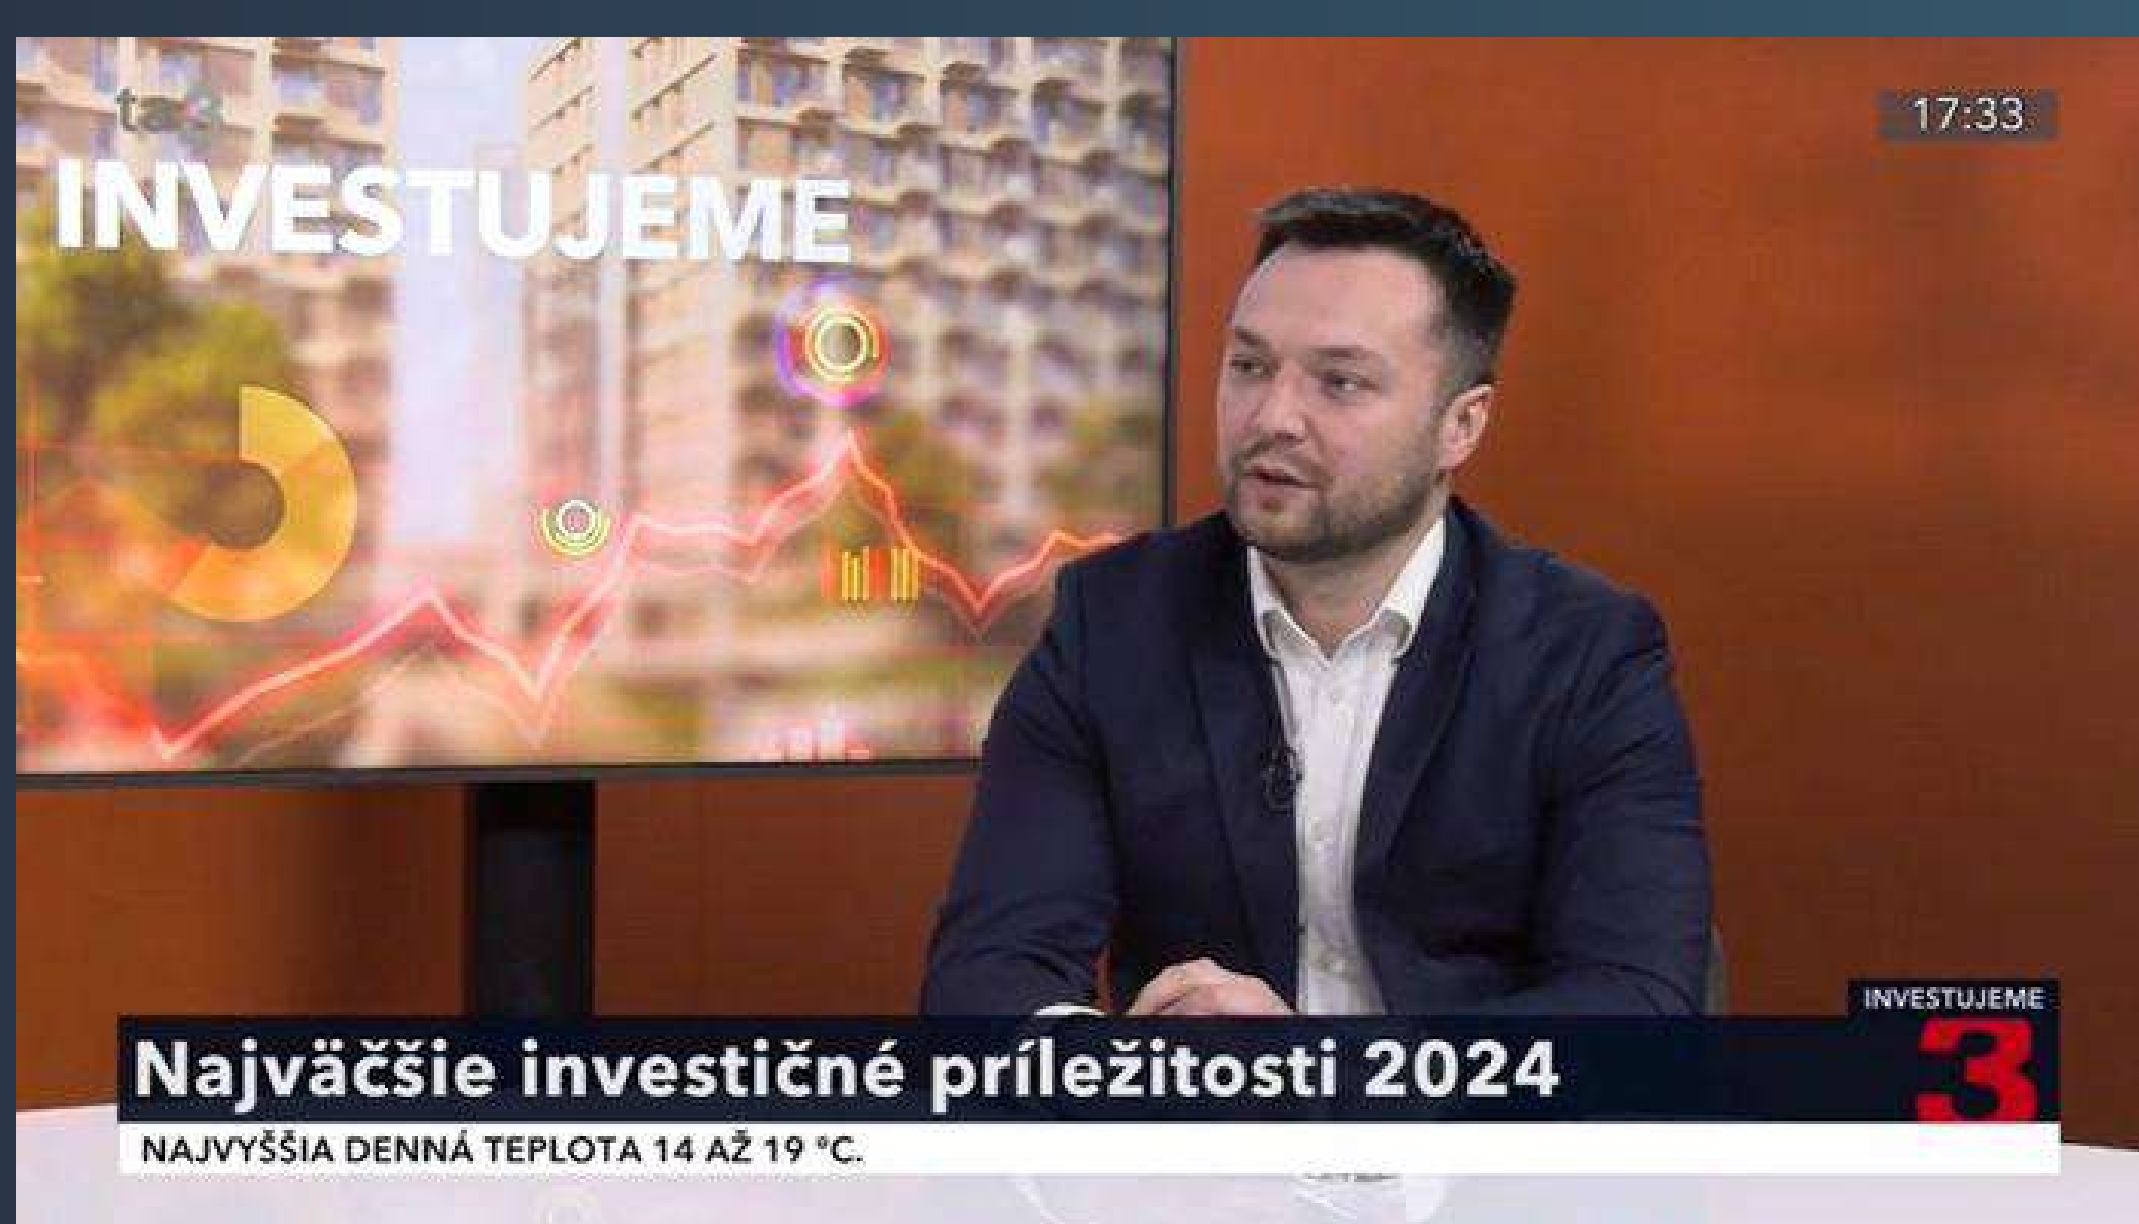 ta3
17:33
INVESTUJEME
INVESTUJEME
3
Najväčšie investičné príležitosti 2024
NAJVYŠŠIA DENNÁ TEPLOTA 14 AŽ 19 °C.